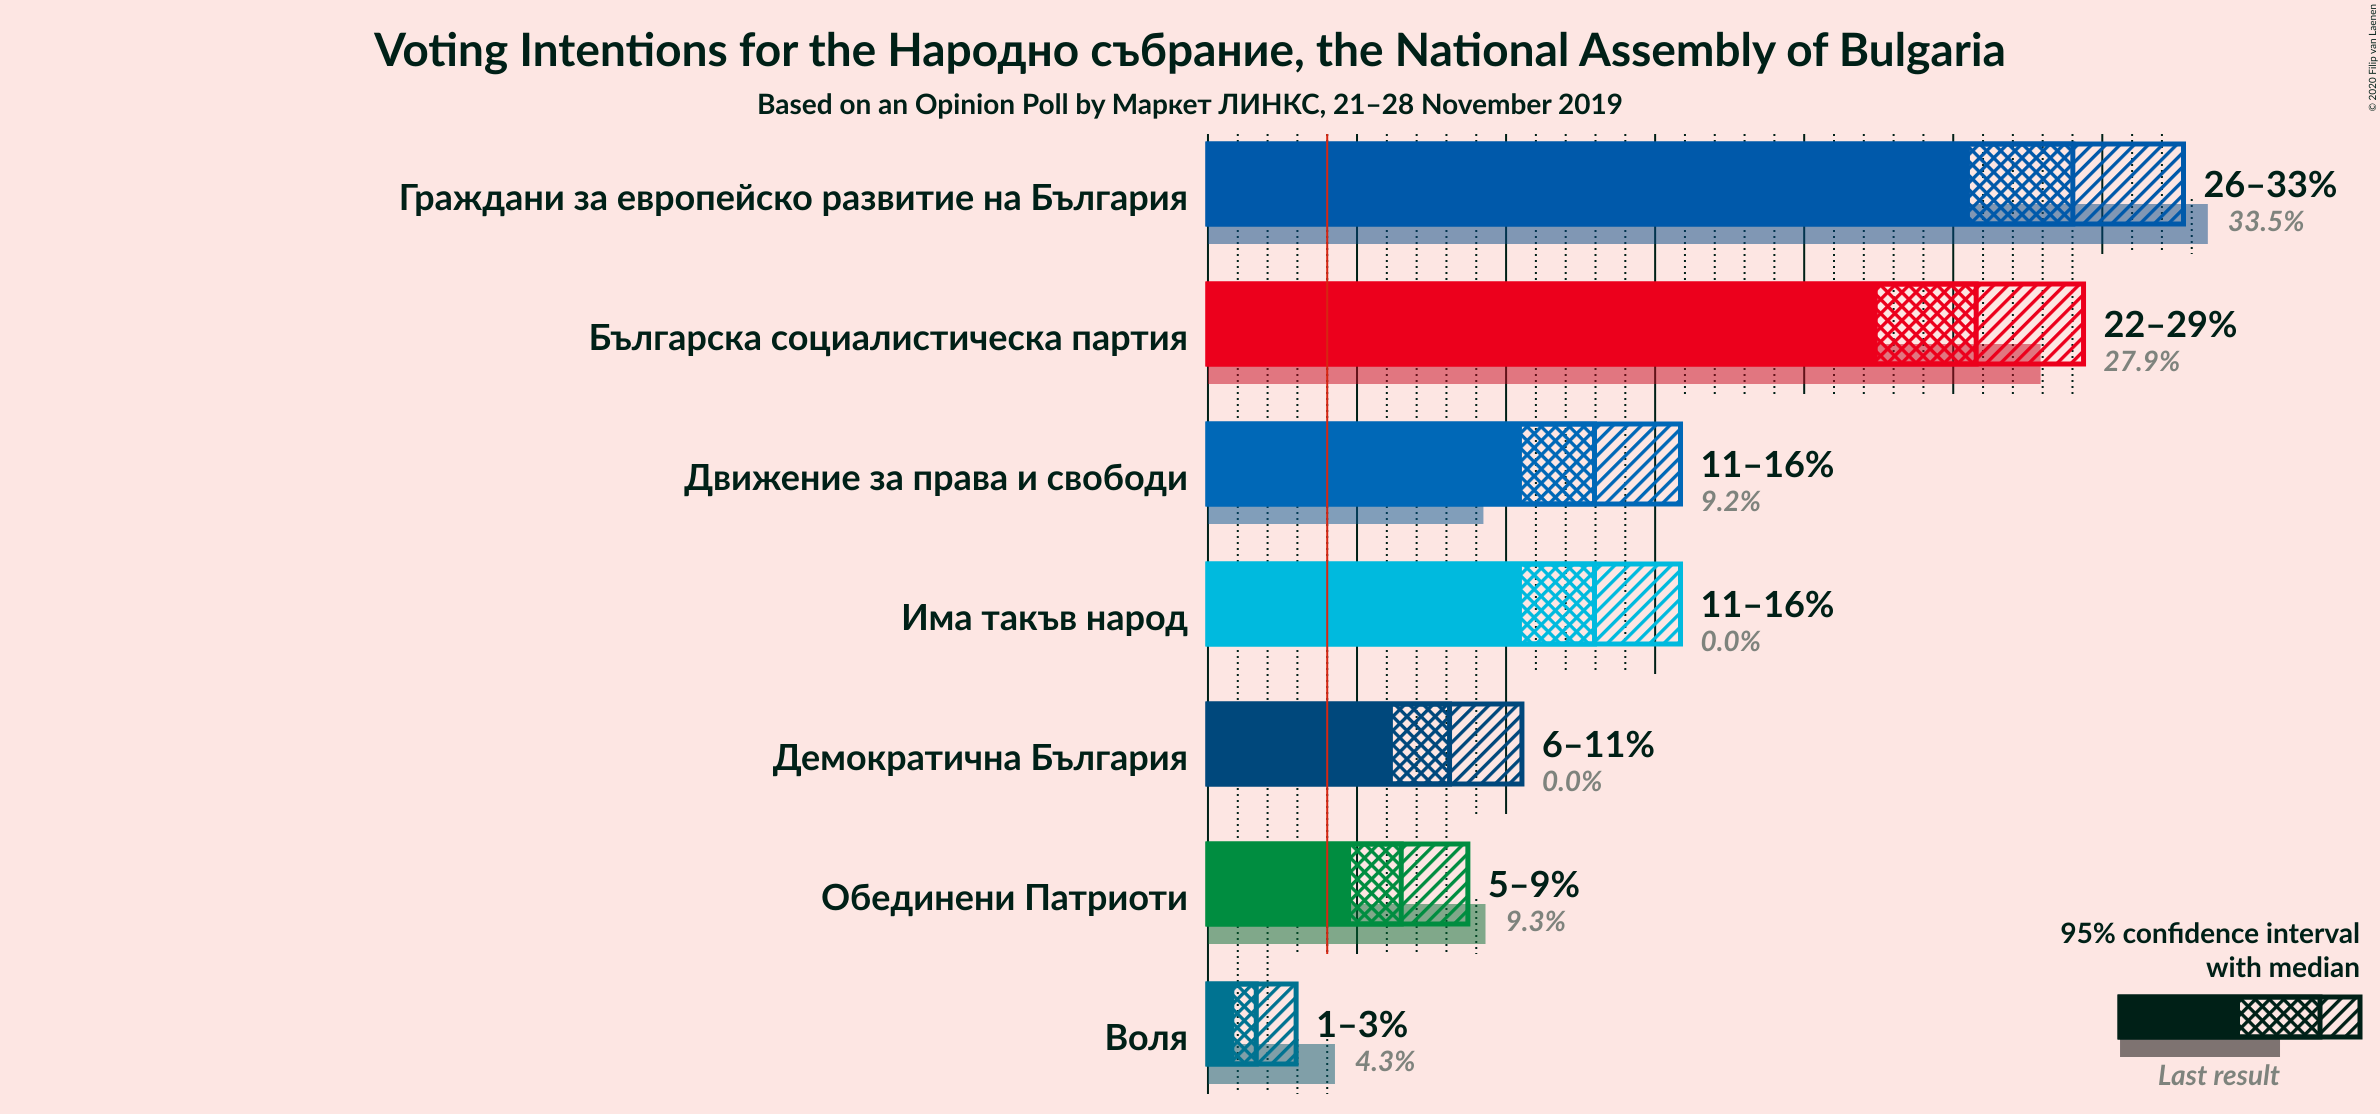 Voting Intentions for the Народно събрание, the National Assembly of Bulgaria
Based on an Opinion Poll by Маркет ЛИНКС, 21–28 November 2019
© 2020 Filip van Laenen
Граждани за европейско развитие на България
26–33%
33.5%
Българска социалистическа партия
22–29%
27.9%
Движение за права и свободи
11–16%
9.2%
Има такъв народ
11–16%
0.0%
Демократична България
6–11%
0.0%
Обединени Патриоти
5–9%
9.3%
Воля
1–3%
4.3%
95% confidence interval
with median
Last result